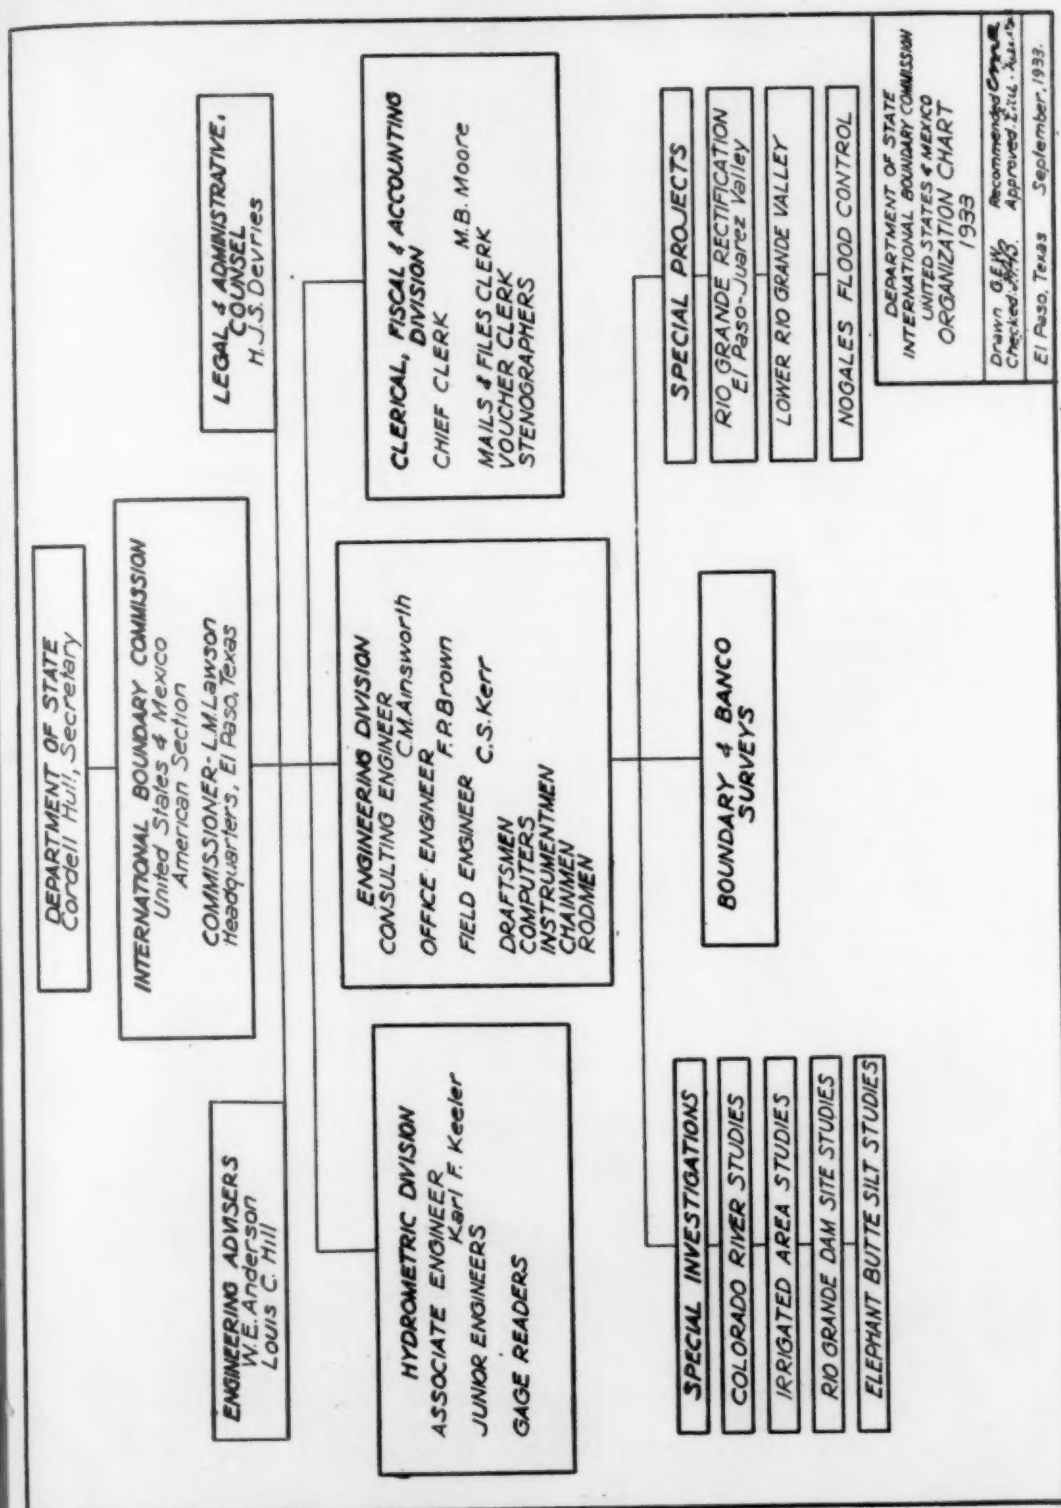 DEPARTMENT OF STATE
Cordell Hull, Secretary
INTERNATIONAL BOUNDARY COMMISSION
United States & Mexico
American Section
COMMISSIONER - L.M. Lawson
Headquarters, El Paso, Texas
ENGINEERING ADVISERS
W.E. Anderson
Louis C. Hill
LEGAL & ADMINISTRATIVE,
COUNSEL
H.J.S. Devries
HYDROMETRIC DIVISION
ASSOCIATE ENGINEER
Karl F. Keeler
JUNIOR ENGINEERS
GAGE READERS
ENGINEERING DIVISION
CONSULTING ENGINEER
C.M. Ainsworth
OFFICE ENGINEER
F.P. Brown
FIELD ENGINEER
C.S. Kerr
DRAFTSMEN
COMPUTERS
INSTRUMENTMEN
CHAINMEN
RODMEN
CLERICAL, FISCAL & ACCOUNTING
DIVISION
CHIEF CLERK
M.B. Moore
MAILS & FILES CLERK
VOUCHER CLERK
STENOGRAPHERS
SPECIAL INVESTIGATIONS
COLORADO RIVER STUDIES
IRRIGATED AREA STUDIES
RIO GRANDE DAM SITE STUDIES
ELEPHANT BUTTE SILT STUDIES
BOUNDARY & BANCO
SURVEYS
SPECIAL PROJECTS
RIO GRANDE RECTIFICATION
El Paso-Juarez Valley
LOWER RIO GRANDE VALLEY
NOGALES FLOOD CONTROL
DEPARTMENT OF STATE
INTERNATIONAL BOUNDARY COMMISSION
UNITED STATES & MEXICO
ORGANIZATION CHART
1933
Drawn G.E.W. Recommended
Checked Approved
El Paso, Texas September, 1933.